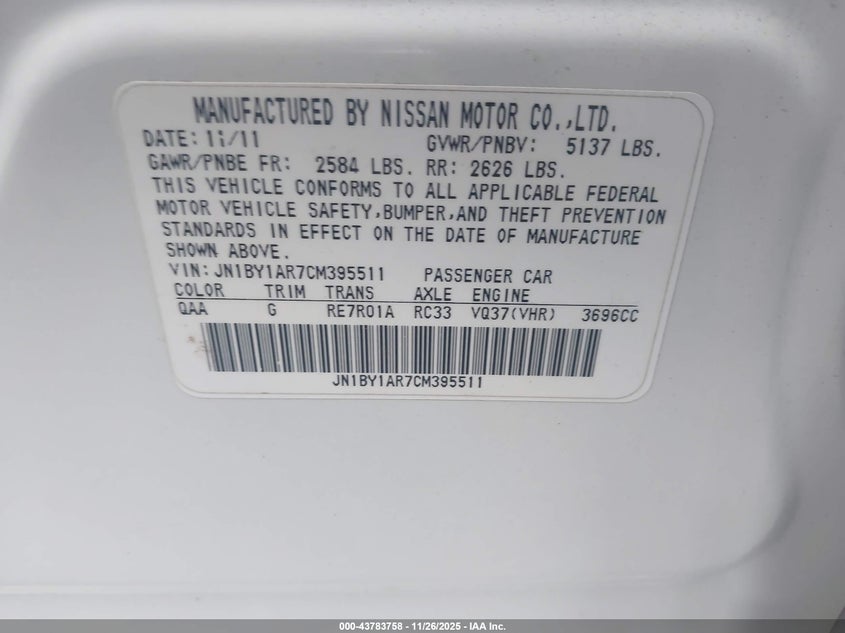 MANUFACTURED BY NISSAN MOTOR CO.,LTD.
DATE: 11/11 GVWR/PNBV: 5137 LBS.
GAWR/PNBE FR: 2584 LBS. RR: 2626 LBS.
THIS VEHICLE CONFORMS TO ALL APPLICABLE FEDERAL
MOTOR VEHICLE SAFETY,BUMPER,AND THEFT PREVENTION
STANDARDS IN EFFECT ON THE DATE OF MANUFACTURE
SHOWN ABOVE.
VIN:JN1BY1AR7CM395511 PASSENGER CAR
COLOR TRIM TRANS AXLE ENGINE
QAA G RE7R01A RC33 VQ37(VHR) 3696CC
JN1BY1AR7CM395511
000-43783758 - 11/26/2025 - IAA Inc.